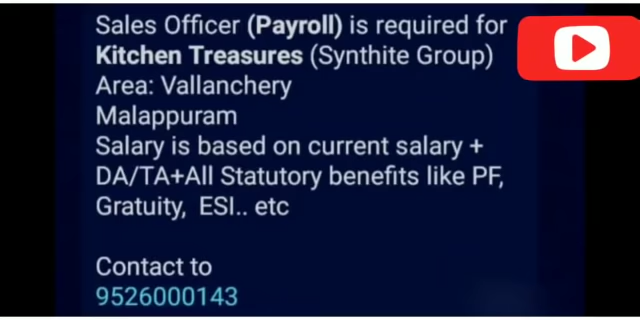 Sales Officer (Payroll) is required for
Kitchen Treasures (Synthite Group)
Area: Vallanchery
Malappuram
Salary is based on current salary +
DA/TA+All Statutory benefits like PF,
Gratuity, ESI.. etc
Contact to
9526000143